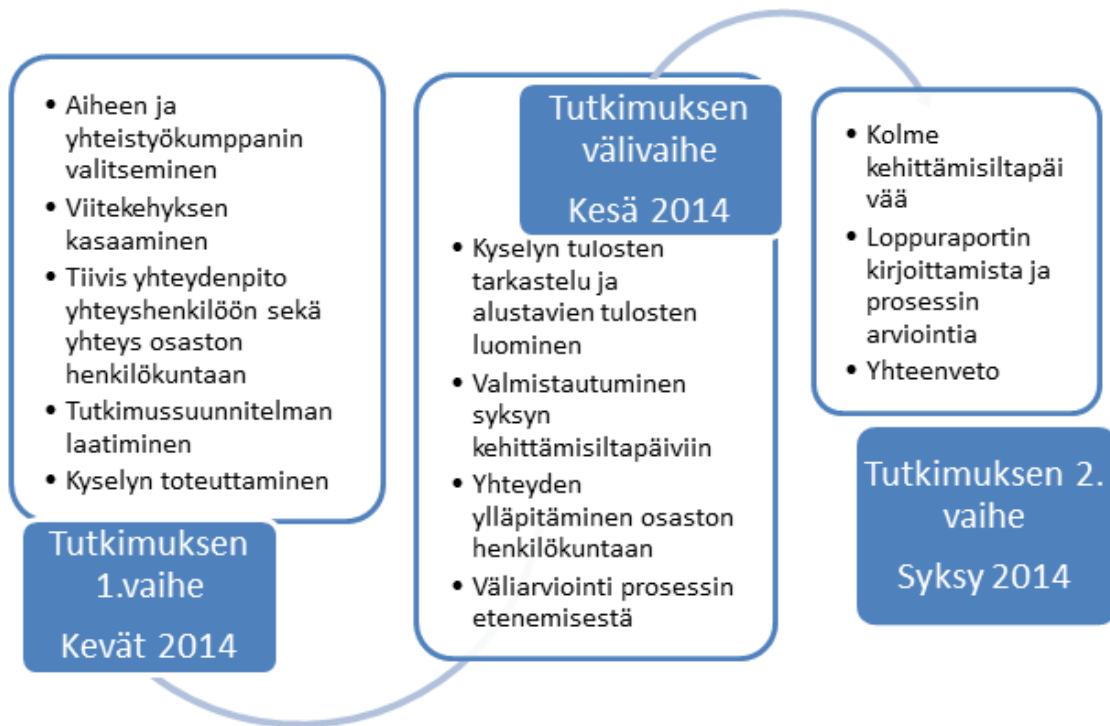 • Aiheen ja
yhteistyökumppanin
valitseminen
• Viitekehyksen
kasaaminen
• Tiivis yhteydenpito
yhteyshenkilöön sekä
yhteys osaston
henkilökuntaan
• Tutkimussuunnitelman
laatiminen
• Kyselyn toteuttaminen
Tutkimuksen
1.vaihe
Kevät 2014
Tutkimuksen
välivaihe
Kesä 2014
• Kyselyn tulosten
tarkastelu ja
alustavien tulosten
luominen
• Valmistautuminen
syksyn
kehittämisiltapäiviin
• Yhteyden
ylläpitäminen osaston
henkilökuntaan
• Väliarviointi prosessin
etenemisestä
• Kolme
kehittämisiltapäi
vää
• Loppuraportin
kirjoittamista ja
prosessin
arviointia
• Yhteenveto
Tutkimuksen 2.
vaihe
Syksy 2014